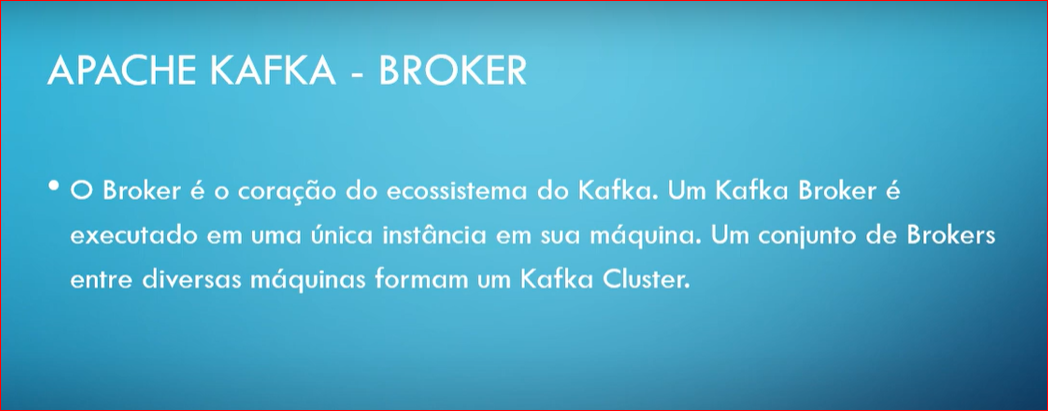 APACHE KAFKA - BROKER
• O Broker é o coração do ecossistema do Kafka. Um Kafka Broker é
executado em uma única instância em sua máquina. Um conjunto de Brokers
entre diversas máquinas formam um Kafka Cluster.